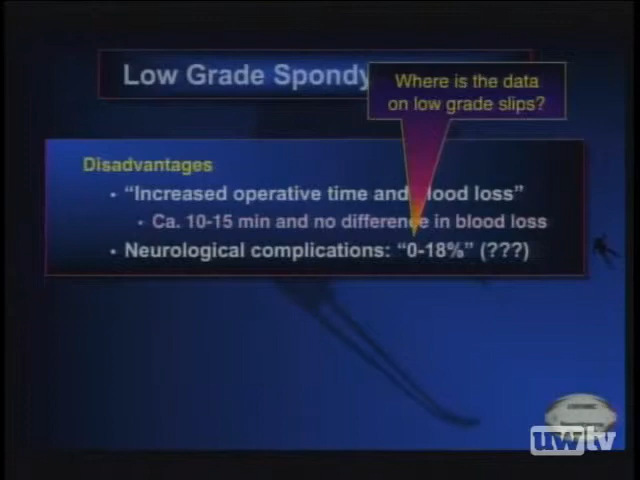 Low Grade Spondy
Where is the data
on low grade slips?
Disadvantages
• “Increased operative time and blood loss”
• Ca. 10-15 min and no difference in blood loss
• Neurological complications: “0-18%” (???)
uwtv